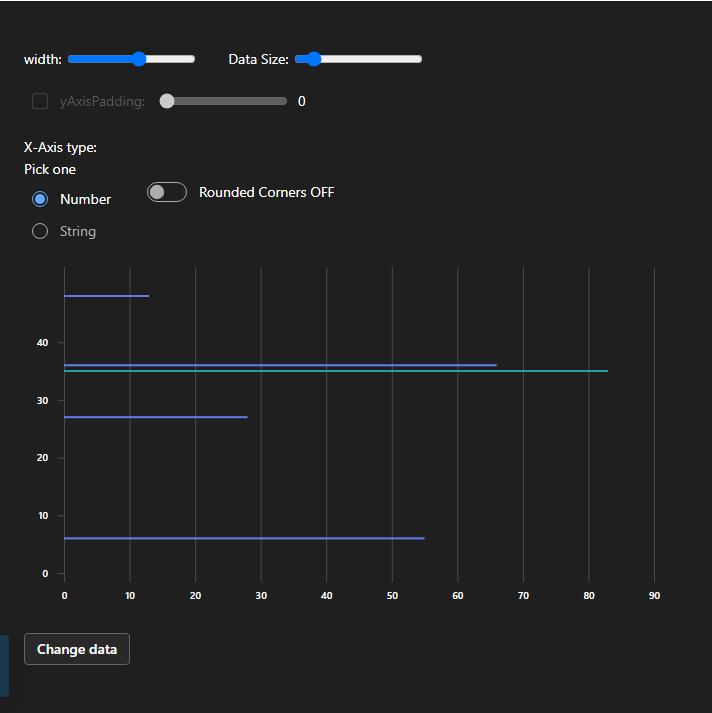 width: Data Size:
yAxisPadding: 0
X-Axis type:
Pick one
Number
Rounded Corners OFF
String
40
30
20
10
0
0 10 20 30 40 50 60 70 80 90
Change data